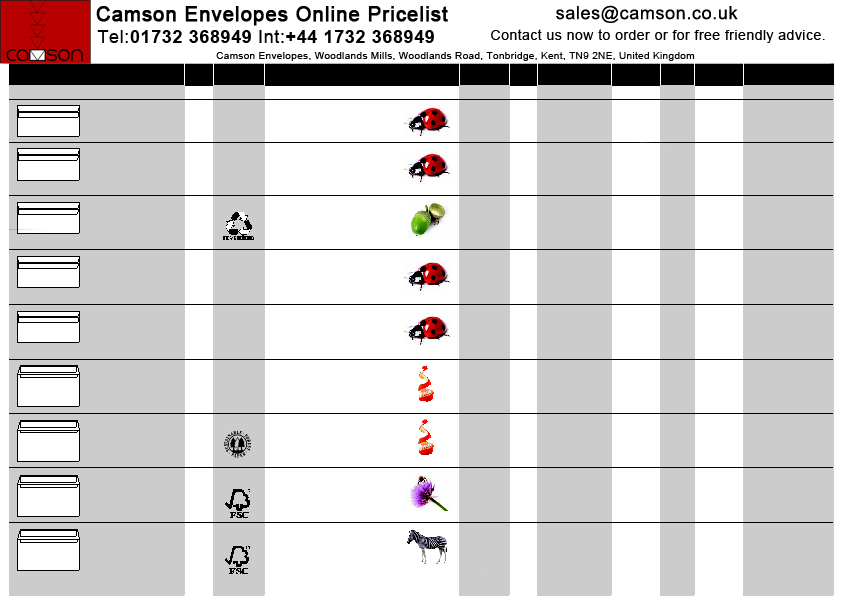 Camson Envelopes Online Pricelist
sales@camson.co.uk
Tel:01732 368949 Int:+44 1732 368949
Contact us now to order or for free friendly advice.
camson
Camson Envelopes, Woodlands Mills, Woodlands Road, Tonbridge, Kent, TN9 2NE, United Kingdom
FSC
FSC